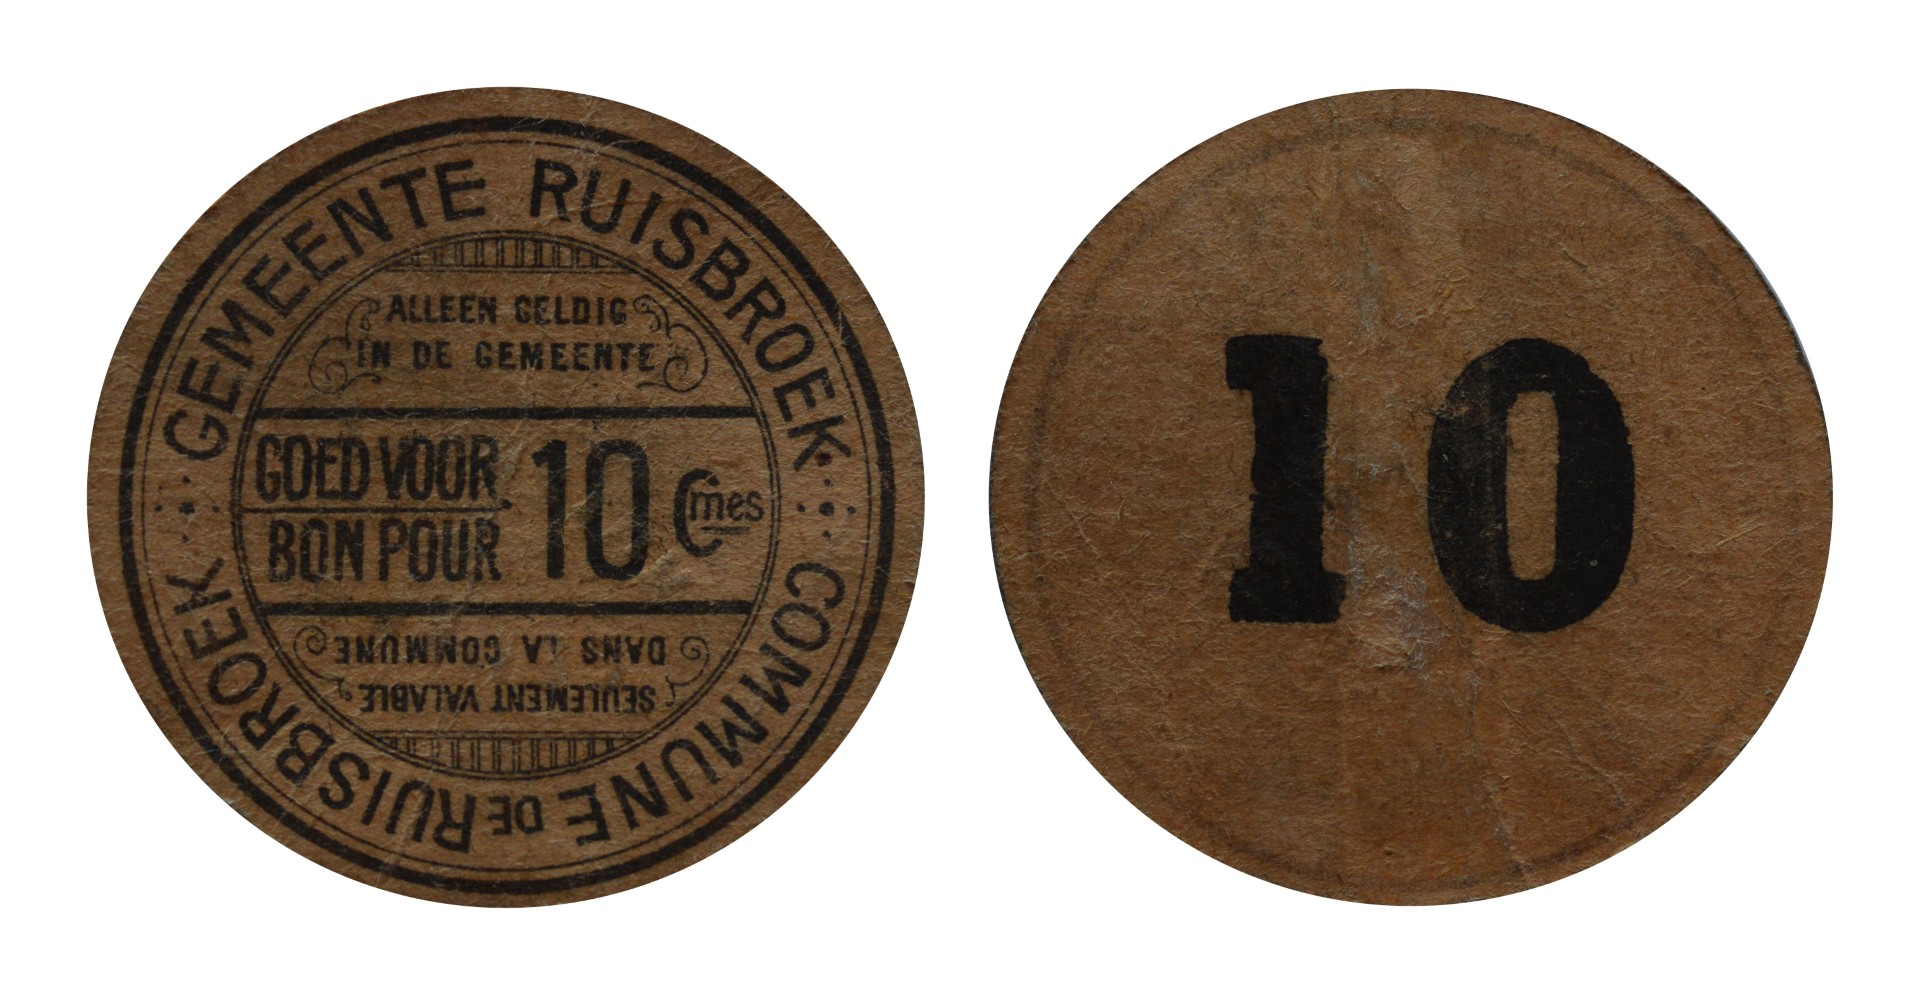 GEMEENTE RUISBROEK
ALLEEN GELDIG
IN DE GEMEENTE
GOED VOOR
BON POUR
10 Cmes
SEULEMENT VALABLE
DANS LA COMMUNE
COMMUNE DE RUISBROEK
10